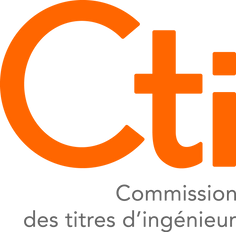 Cti
Commission
des titres d'ingénieur